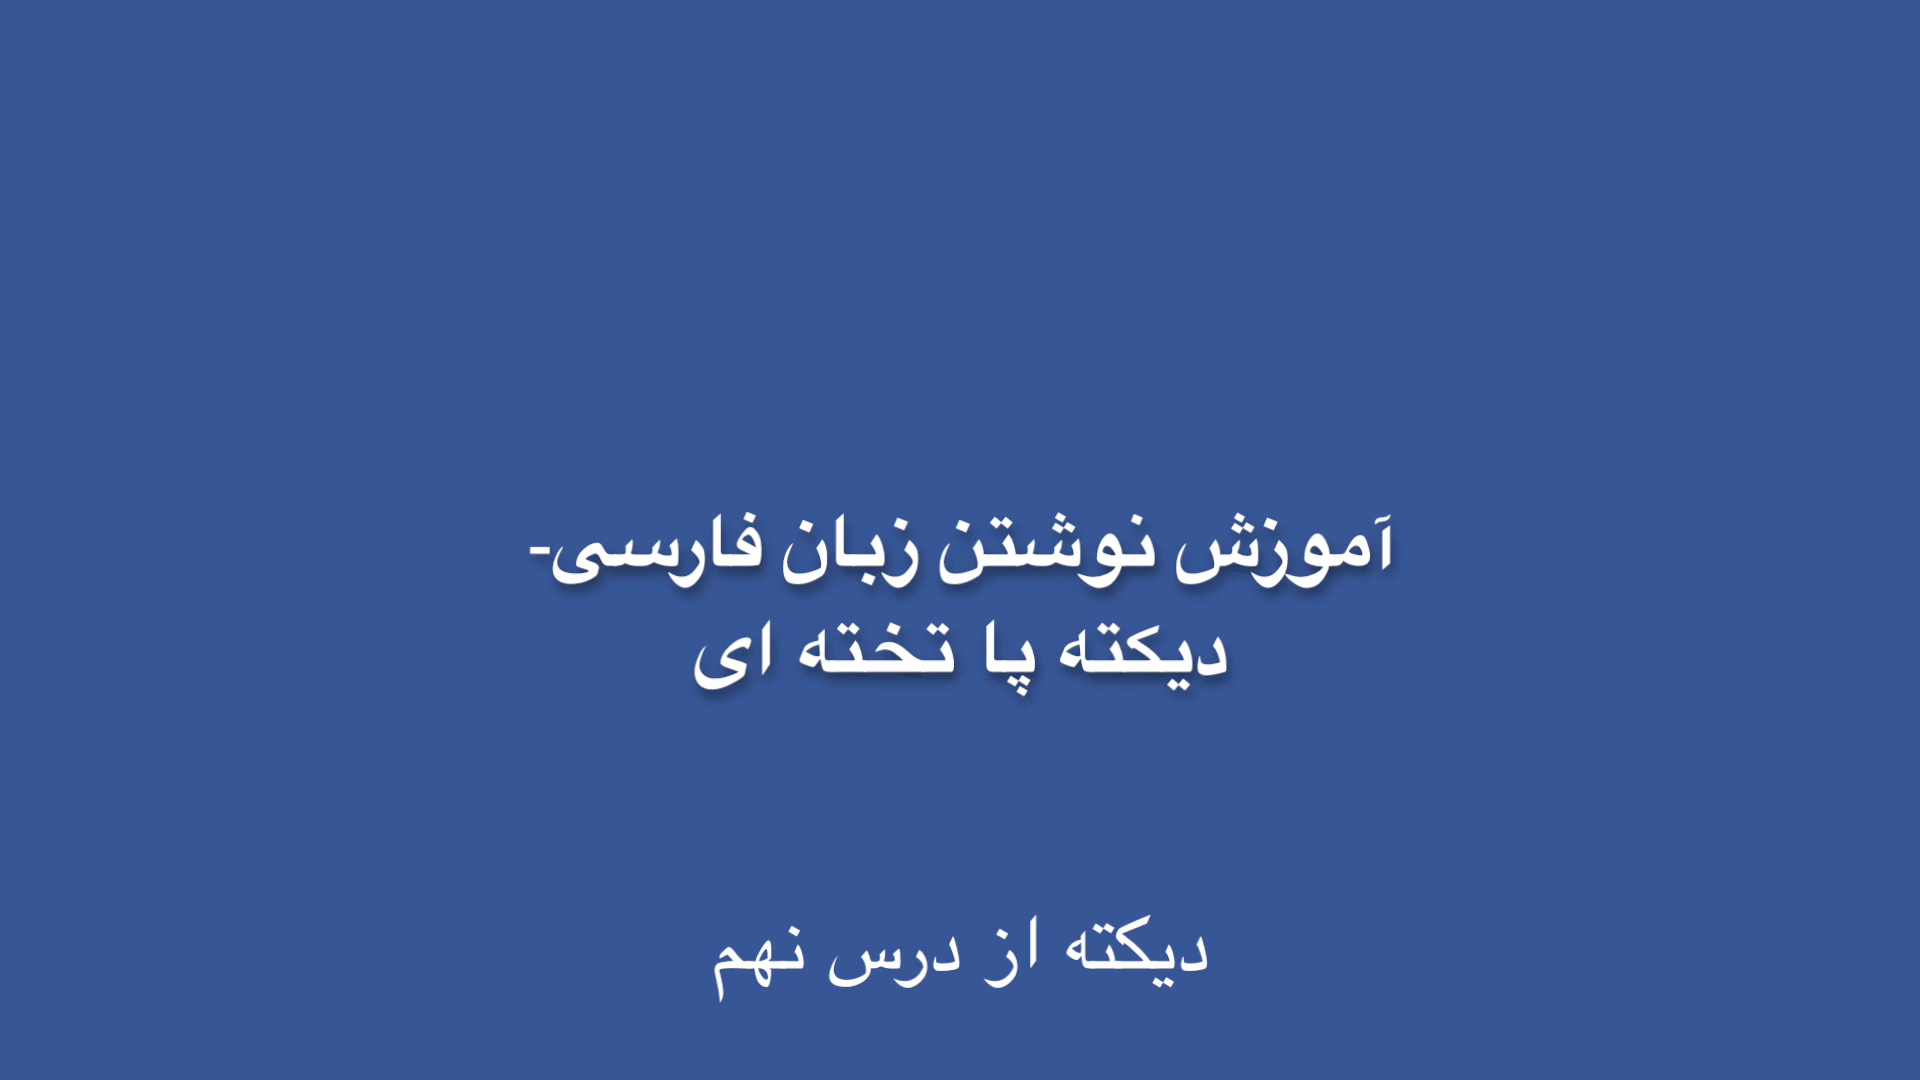 آموزش نوشتن زبان فارسی-
دیکته پا تخته ای
دیکته از درس نهم